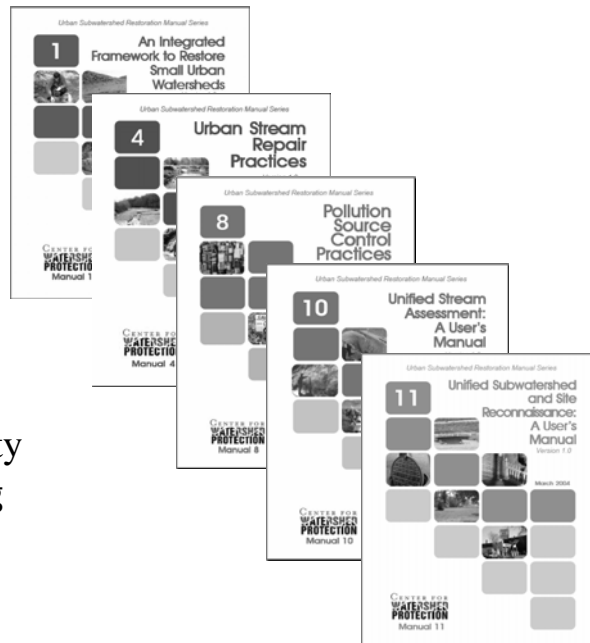 Urban Subwatershed Restoration Manual Series
1
An Integrated
Framework to Restore
Small Urban
Watersheds
CENTER FOR
WATERSHED
PROTECTION
Manual 1
Urban Subwatershed Restoration Manual Series
4
Urban Stream
Repair
Practices
CENTER FOR
WATERSHED
PROTECTION
Manual 4
Urban Subwatershed Restoration Manual Series
8
Pollution
Source
Control
Practices
CENTER FOR
WATERSHED
PROTECTION
Manual 8
Urban Subwatershed Restoration Manual Series
10
Unified Stream
Assessment:
A User's
Manual
CENTER FOR
WATERSHED
PROTECTION
Manual 10
Urban Subwatershed Restoration Manual Series
11
Unified Subwatershed
and Site
Reconnaissance:
A User's
Manual
Version 1.0
March 2004
CENTER FOR
WATERSHED
PROTECTION
Manual 11